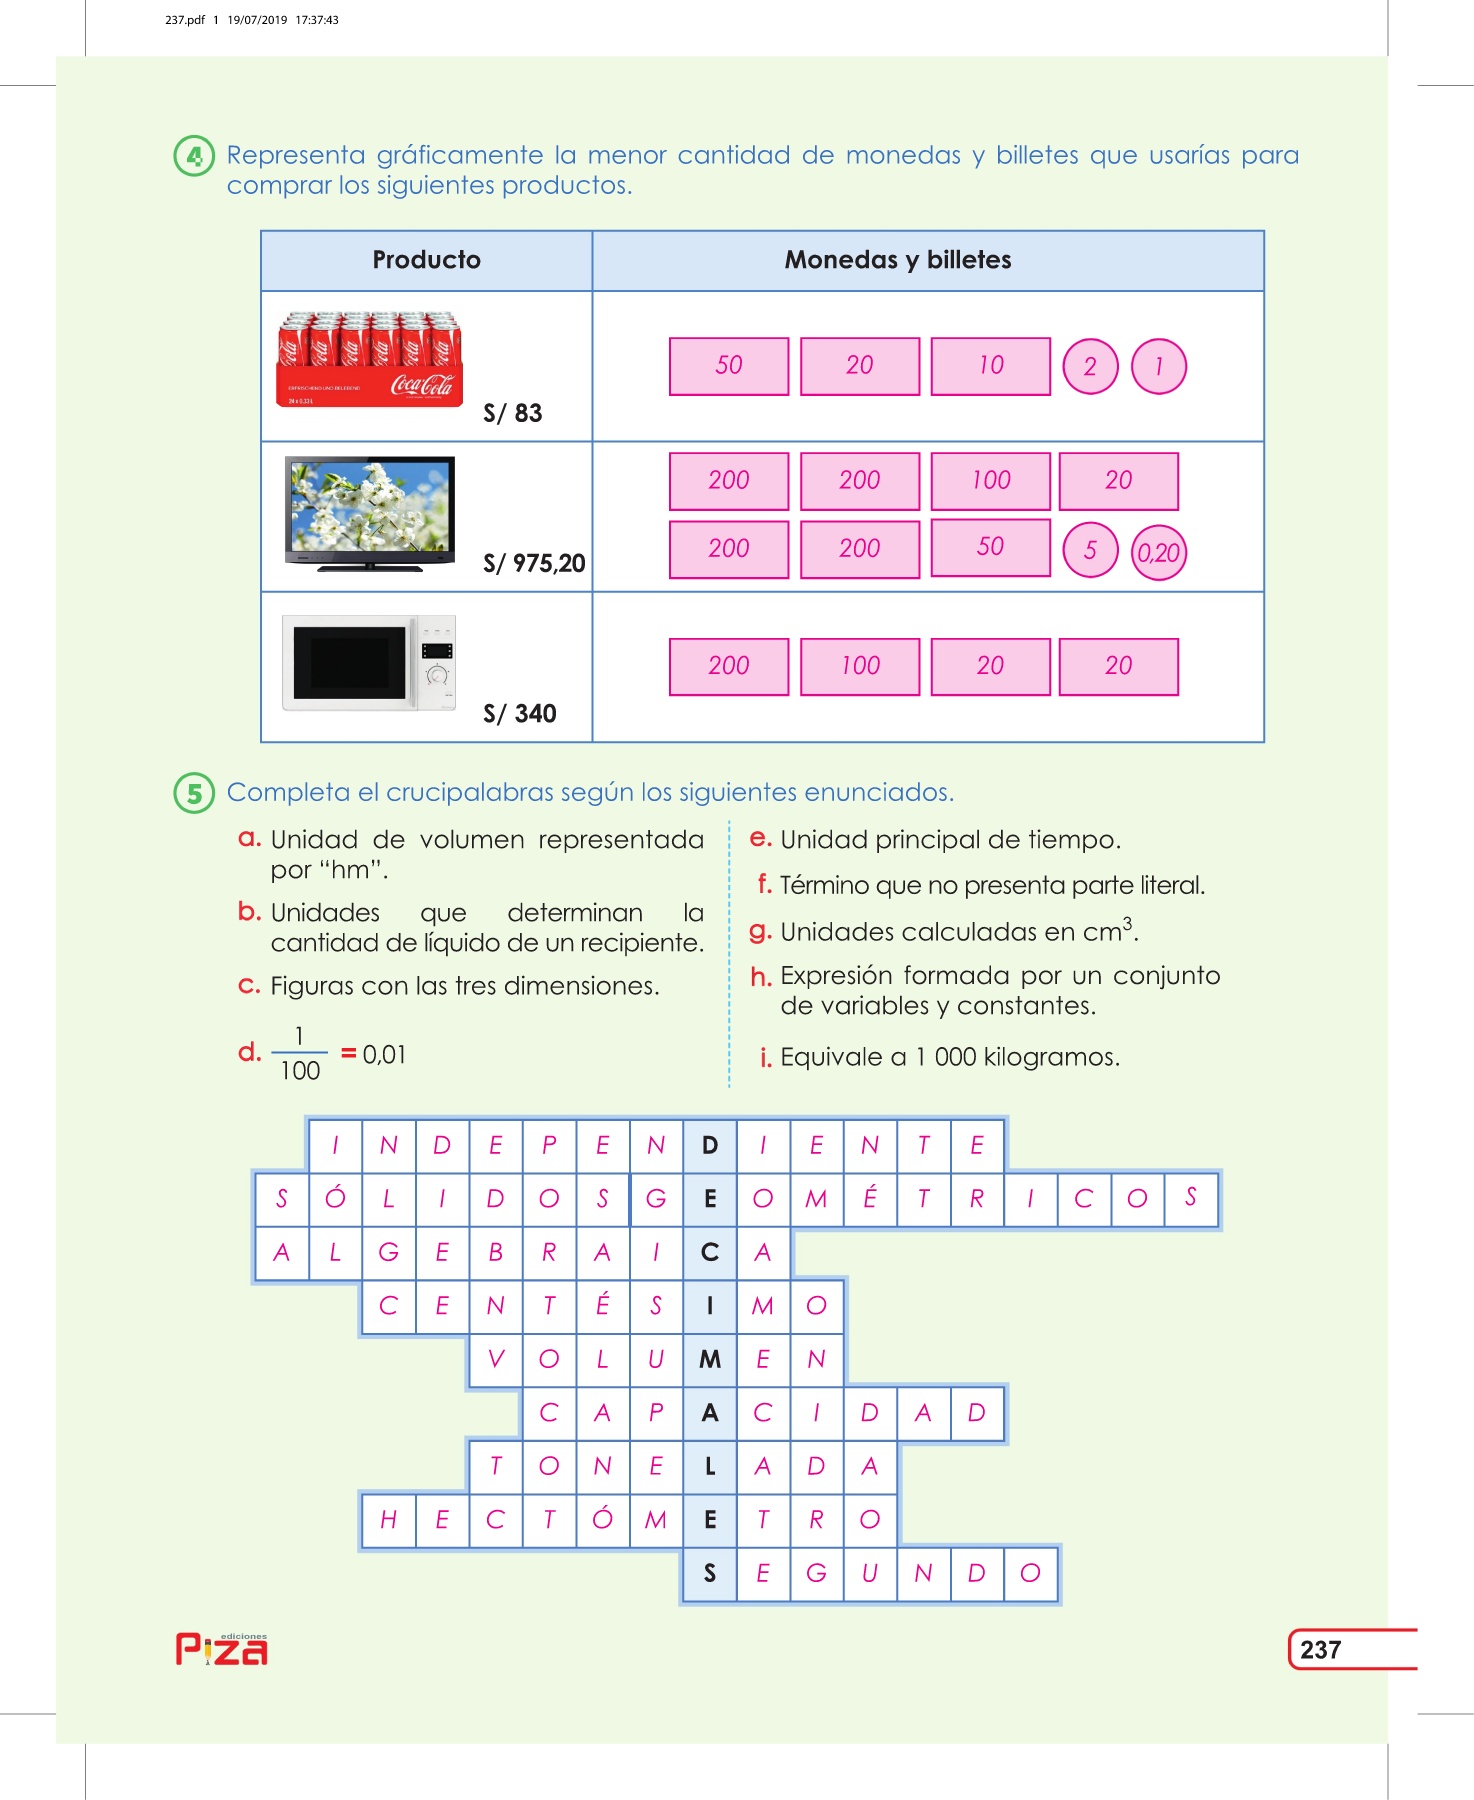 237.pdf 1 19/07/2019 17:37:43
4 Representa gráficamente la menor cantidad de monedas y billetes que usarías para
comprar los siguientes productos.
Producto Monedas y billetes
Coca-Cola
24 x 0,33 L
S/ 83
50 20 10 2 1
S/ 975,20
200 200 100 20
200 200 50 5 0,20
S/ 340
200 100 20 20
5 Completa el crucipalabras según los siguientes enunciados.
a. Unidad de volumen representada
por “hm”.
b. Unidades que determinan la
cantidad de líquido de un recipiente.
c. Figuras con las tres dimensiones.
d. 1/100 = 0,01
e. Unidad principal de tiempo.
f. Término que no presenta parte literal.
g. Unidades calculadas en cm³.
h. Expresión formada por un conjunto
de variables y constantes.
i. Equivale a 1 000 kilogramos.
I N D E P E N D I E N T E
S Ó L I D O S G E O M É T R I C O S
A L G E B R A I C A
C E N T É S I M O
V O L U M E N
C A P A C I D A D
T O N E L A D A
H E C T Ó M E T R O
S E G U N D O
ediciones
Piza
237